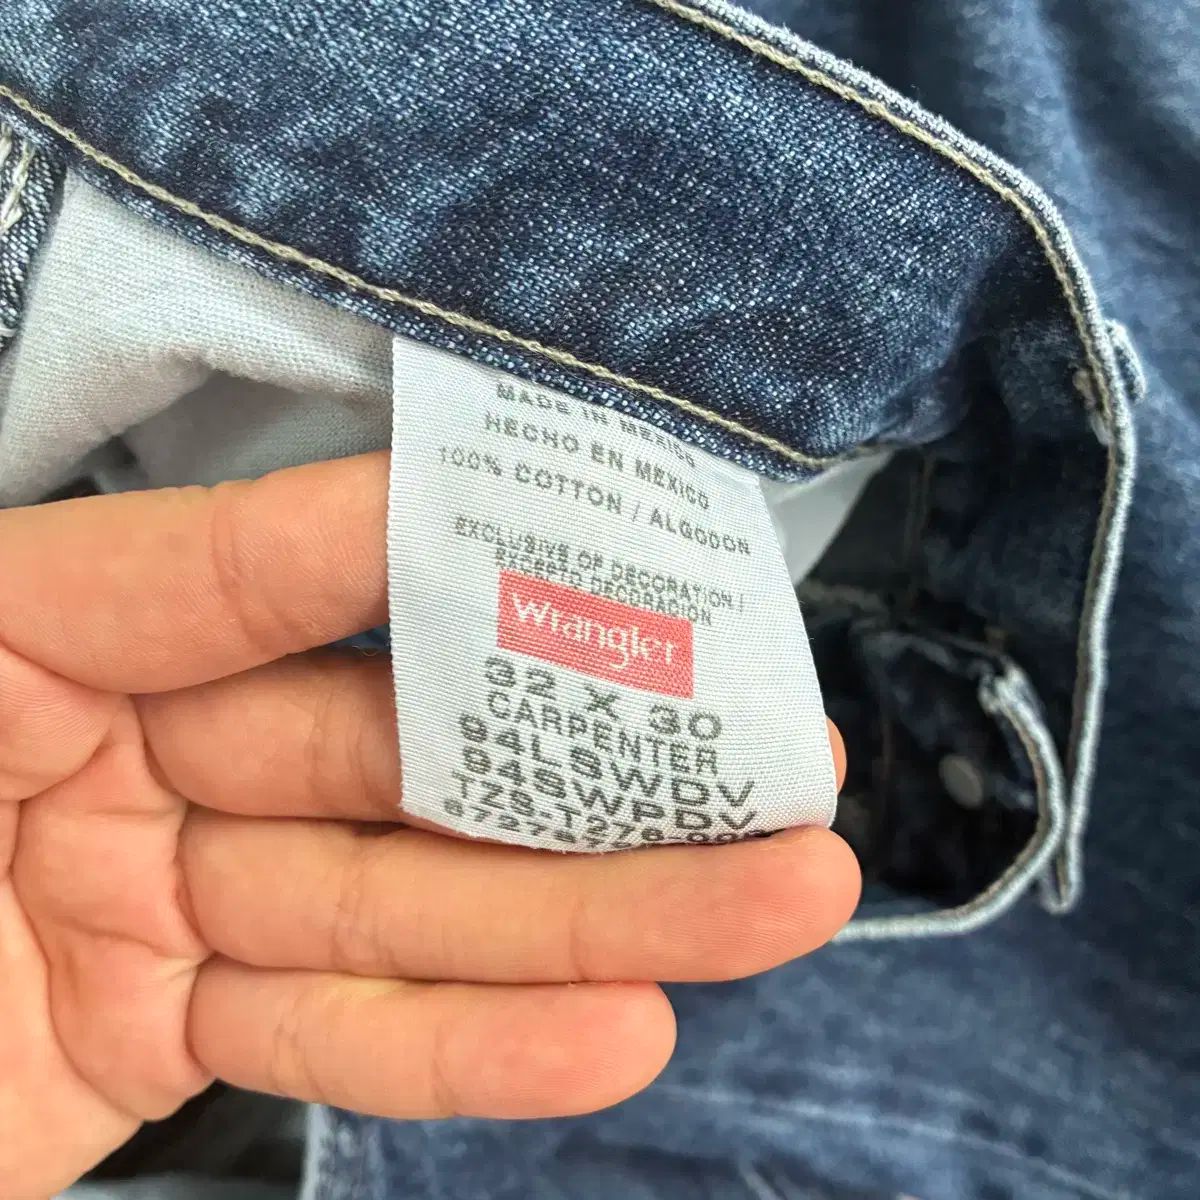 MADE IN MEXICO
HECHO EN MÉXICO
100% COTTON / ALGODON
EXCLUSIVE OF DECORATION /
EXCEPTO DECORACION
Wrangler
32 X 30
CARPENTER
94LSWDV
94SWPDV